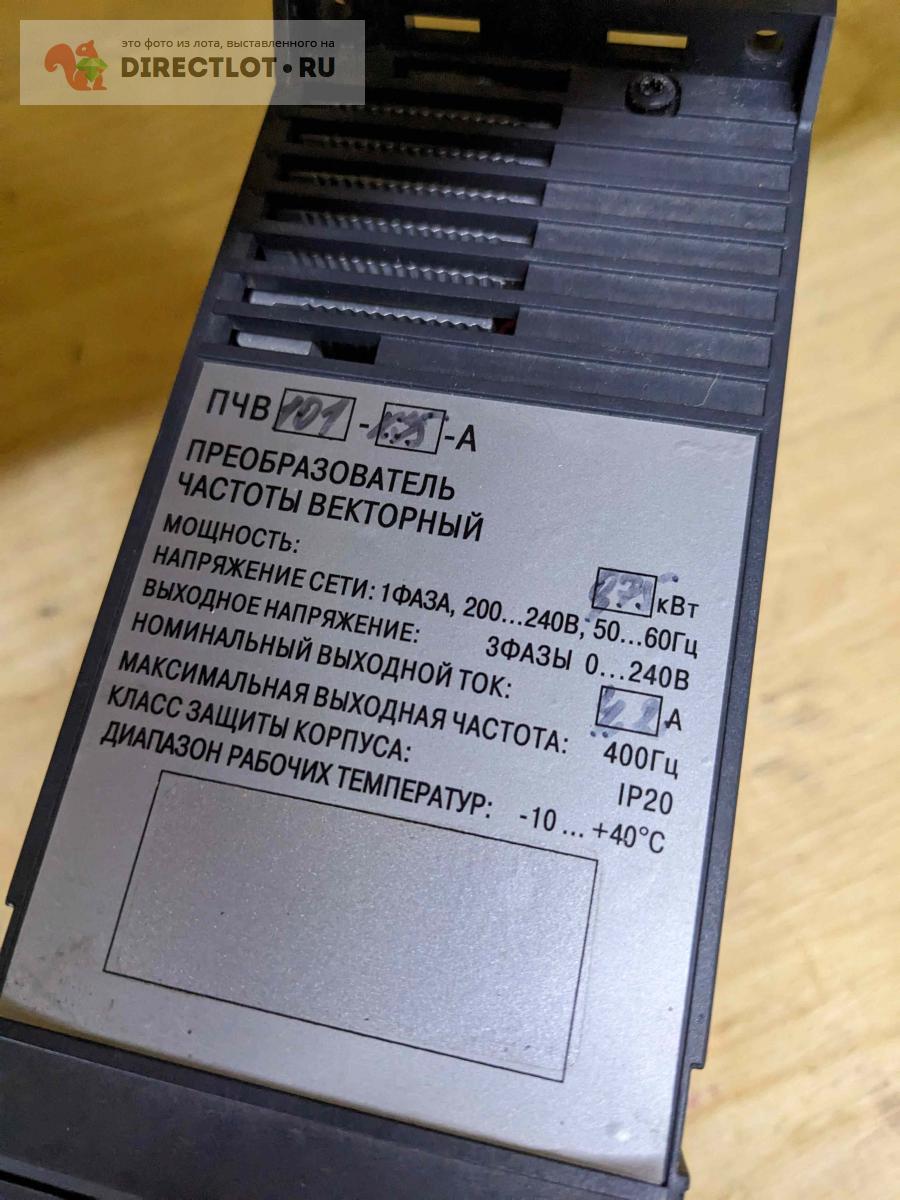 это фото из лота, выставленного на
DIRECTLOT.RU
ПЧВ 101 - -А
ПРЕОБРАЗОВАТЕЛЬ
ЧАСТОТЫ ВЕКТОРНЫЙ
МОЩНОСТЬ: кВт
НАПРЯЖЕНИЕ СЕТИ: 1ФАЗА, 200...240В, 50...60Гц
ВЫХОДНОЕ НАПРЯЖЕНИЕ: 3ФАЗЫ 0...240В
НОМИНАЛЬНЫЙ ВЫХОДНОЙ ТОК: А
МАКСИМАЛЬНАЯ ВЫХОДНАЯ ЧАСТОТА: 400Гц
КЛАСС ЗАЩИТЫ КОРПУСА: IP20
ДИАПАЗОН РАБОЧИХ ТЕМПЕРАТУР: -10 ... +40°С